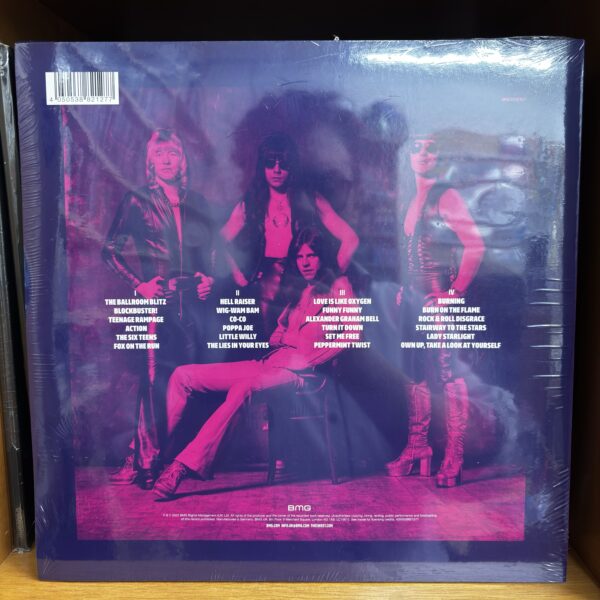 4 050538 821277
I
THE BALLROOM BLITZ
BLOCKBUSTER!
TEENAGE RAMPAGE
ACTION
THE SIX TEENS
FOX ON THE RUN
II
HELL RAISER
WIG-WAM BAM
CO-CO
POPPA JOE
LITTLE WILLY
THE LIES IN YOUR EYES
III
LOVE IS LIKE OXYGEN
FUNNY FUNNY
ALEXANDER GRAHAM BELL
TURN IT DOWN
SET ME FREE
PEPPERMINT TWIST
IV
BURNING
BURN ON THE FLAME
ROCK & ROLL DISGRACE
STAIRWAY TO THE STARS
LADY STARLIGHT
OWN UP, TAKE A LOOK AT YOURSELF
BMG